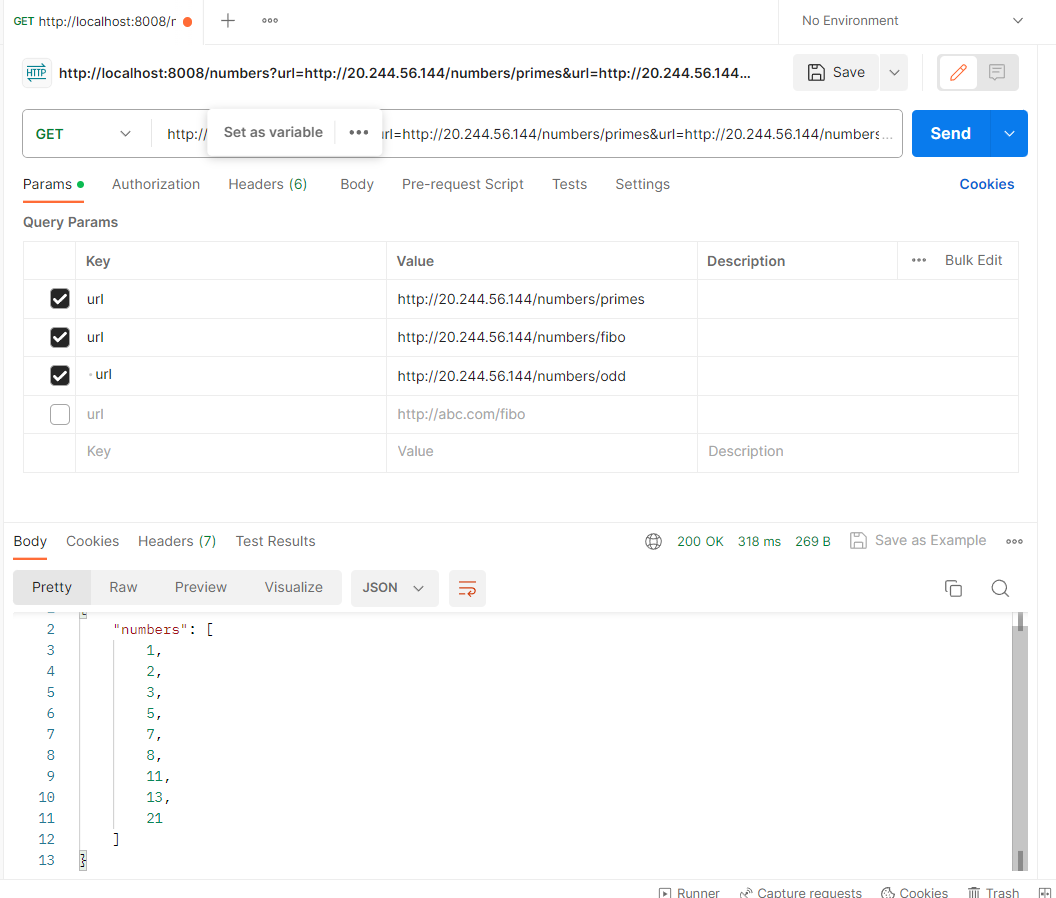 GET http://localhost:8008/r
No Environment
HTTP http://localhost:8008/numbers?url=http://20.244.56.144/numbers/primes&url=http://20.244.56.144...
Save
GET http:// Set as variable ••• rl=http://20.244.56.144/numbers/primes&url=http://20.244.56.144/numbers...
Send
Params Authorization Headers (6) Body Pre-request Script Tests Settings Cookies
Query Params
Key Value Description ••• Bulk Edit
url http://20.244.56.144/numbers/primes
url http://20.244.56.144/numbers/fibo
url http://20.244.56.144/numbers/odd
url http://abc.com/fibo
Key Value Description
Body Cookies Headers (7) Test Results 200 OK 318 ms 269 B Save as Example
Pretty Raw Preview Visualize JSON
2 "numbers": [
3 1,
4 2,
5 3,
6 5,
7 7,
8 8,
9 11,
10 13,
11 21
12 ]
13 }
Runner Capture requests Cookies Trash